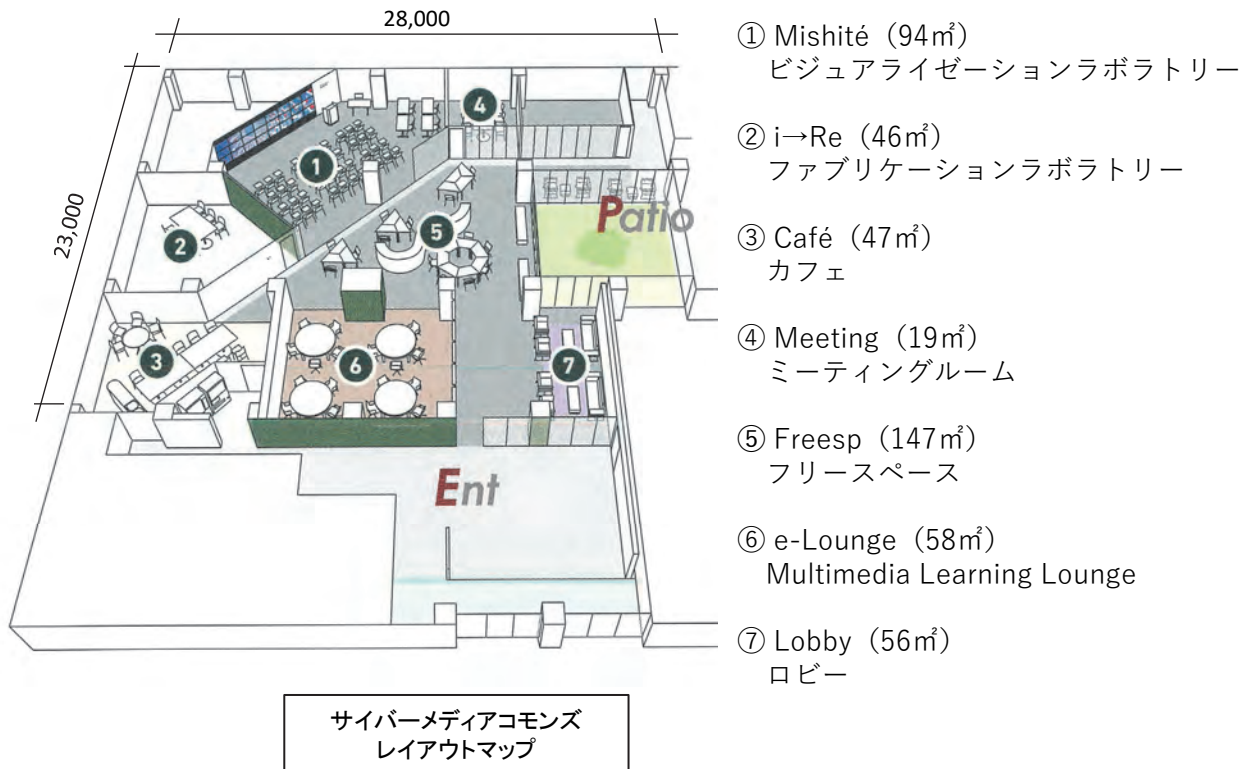 28,000
23,000
1
2
3
4
5
6
7
Patio
Ent
① Mishité（94㎡）
ビジュアライゼーションラボラトリー
② i→Re（46㎡）
ファブリケーションラボラトリー
③ Café（47㎡）
カフェ
④ Meeting（19㎡）
ミーティングルーム
⑤ Freesp（147㎡）
フリースペース
⑥ e-Lounge（58㎡）
Multimedia Learning Lounge
⑦ Lobby（56㎡）
ロビー
サイバーメディアコモンズ
レイアウトマップ